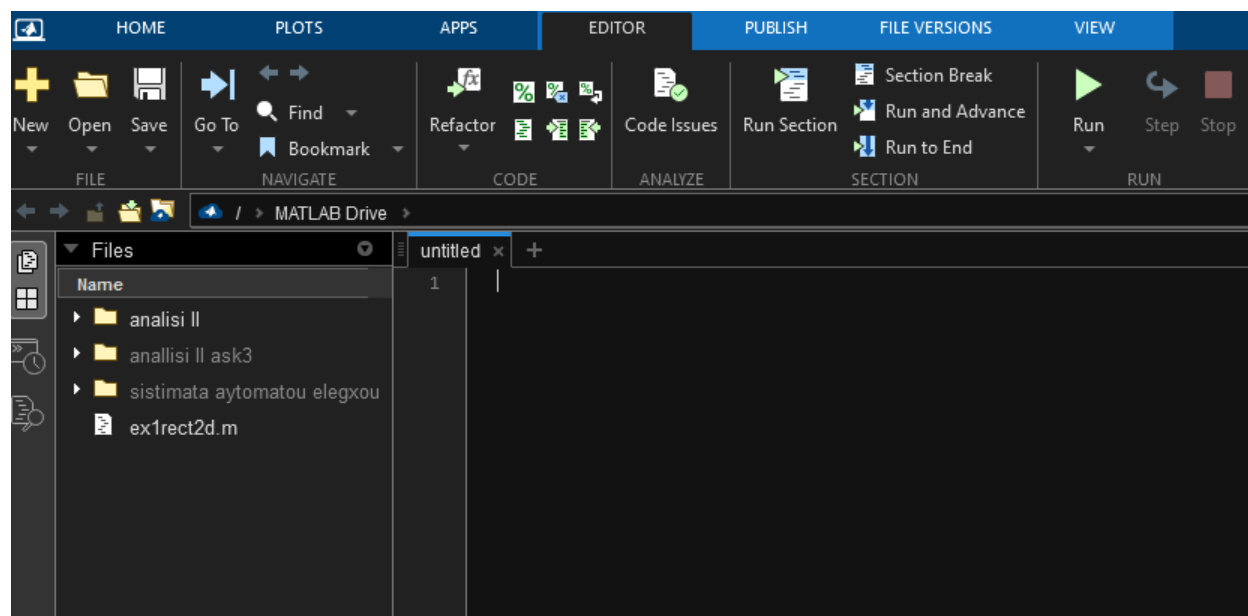 HOME PLOTS APPS EDITOR PUBLISH FILE VERSIONS VIEW
New Open Save Go To Find Bookmark Refactor Code Issues Run Section Section Break Run and Advance Run to End Run Step Stop
FILE NAVIGATE CODE ANALYZE SECTION RUN
/ MATLAB Drive
Files untitled
Name 1
analisi II
anallisi II ask3
sistimata aytomatou elegxou
ex1rect2d.m